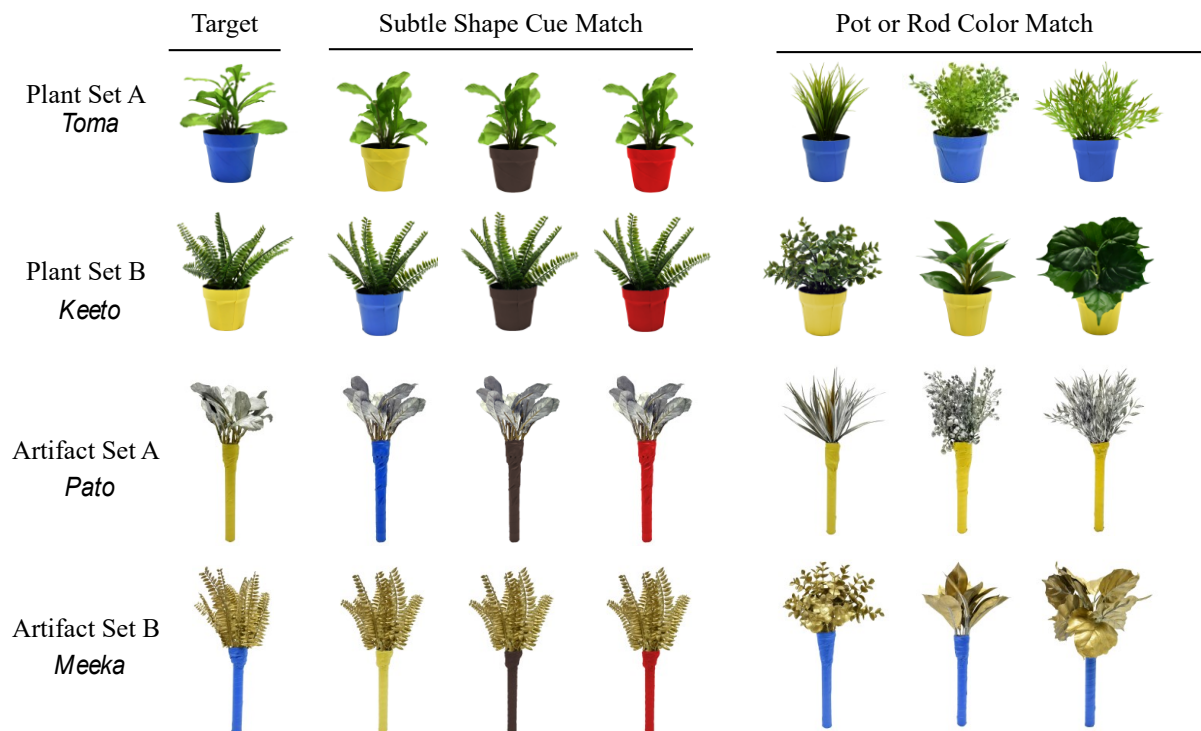 Target
Subtle Shape Cue Match
Pot or Rod Color Match
Plant Set A
Toma
Plant Set B
Keeto
Artifact Set A
Pato
Artifact Set B
Meeka